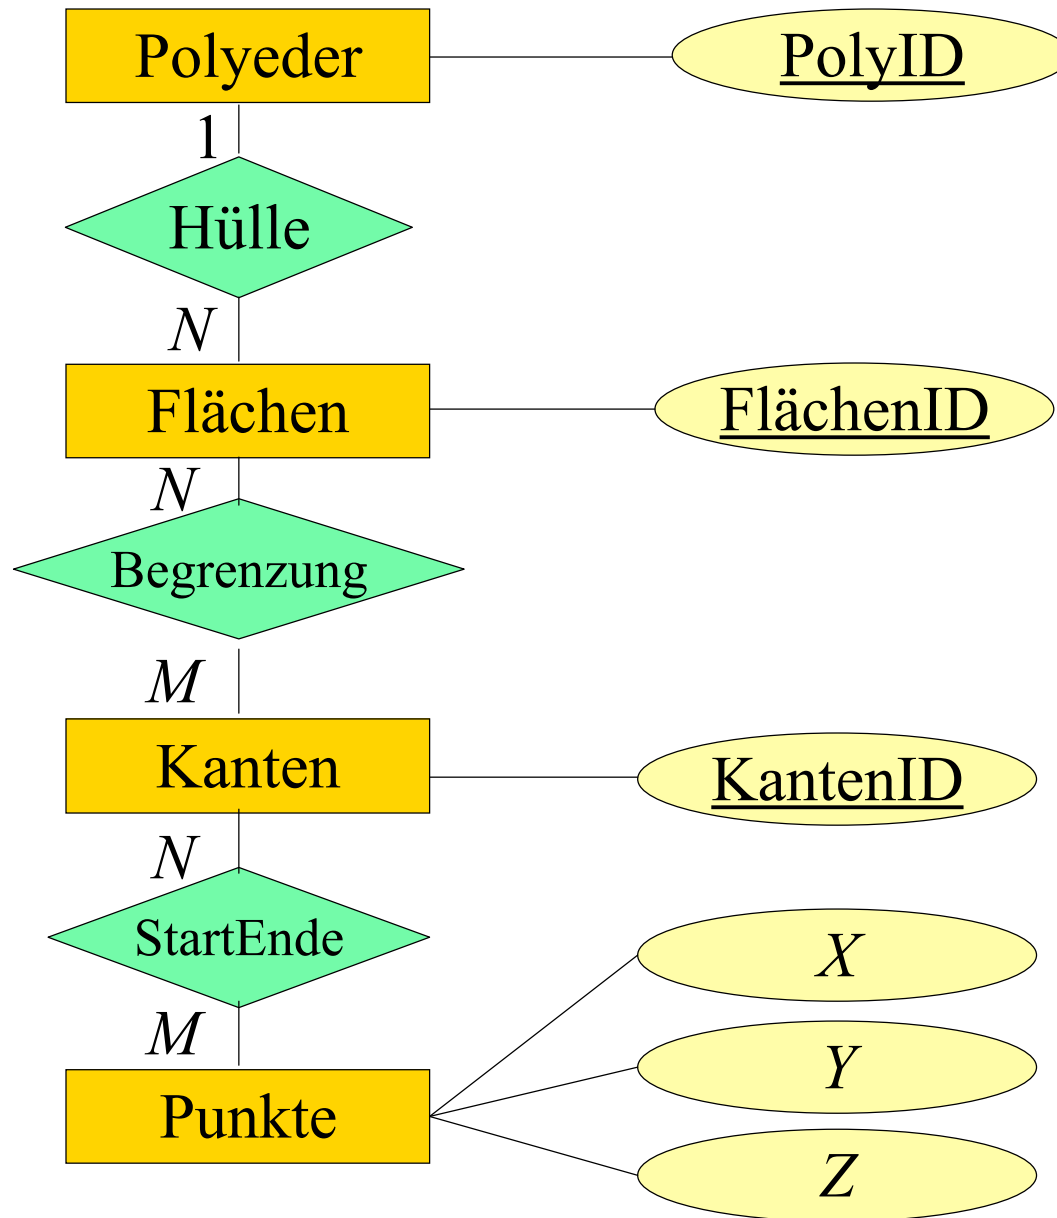 Polyeder
PolyID
1
Hülle
N
Flächen
FlächenID
N
Begrenzung
M
Kanten
KantenID
N
StartEnde
X
M
Y
Punkte
Z